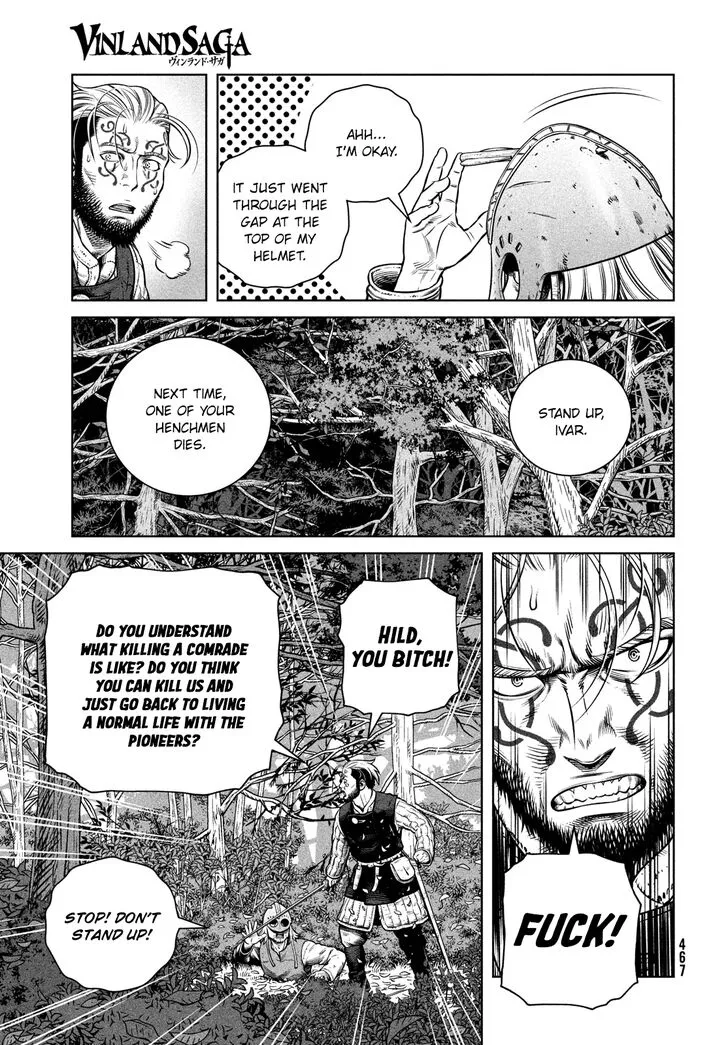 VINLAND SAGA
ヴィンランド・サガ
AHH...
I'M OKAY.
IT JUST WENT
THROUGH THE
GAP AT THE
TOP OF MY
HELMET.
STAND UP,
IVAR.
NEXT TIME,
ONE OF YOUR
HENCHMEN
DIES.
FUCK!
HILD,
YOU BITCH!
DO YOU UNDERSTAND
WHAT KILLING A COMRADE
IS LIKE? DO YOU THINK
YOU CAN KILL US AND
JUST GO BACK TO LIVING
A NORMAL LIFE WITH THE
PIONEERS?
STOP! DON'T
STAND UP!
467